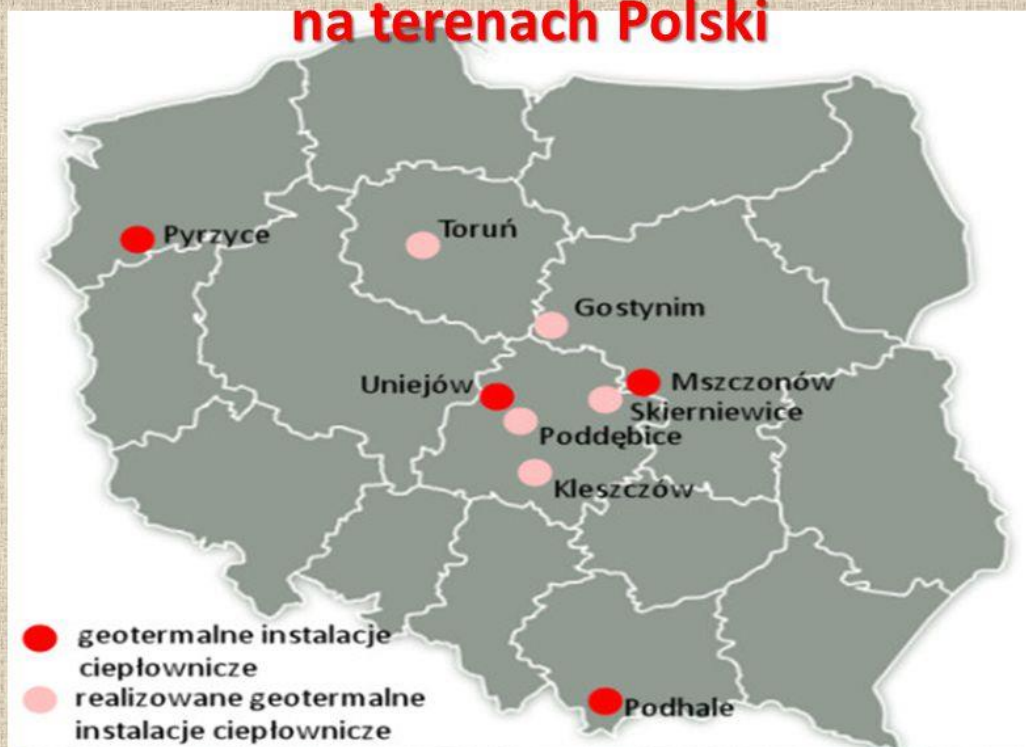 na terenach Polski
Pyrzyce
Toruń
Gostynim
Uniejów
Mszczonów
Skierniewice
Poddębice
Kleszczów
geotermalne instalacje
ciepłownicze
realizowane geotermalne
instalacje ciepłownicze
Podhale